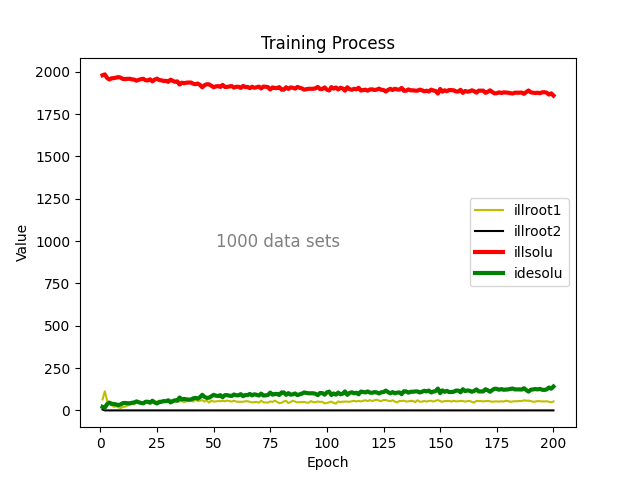 Training Process
Value
2000
1750
1500
1250
1000
750
500
250
0
1000 data sets
illroot1
illroot2
illsolu
idesolu
0 25 50 75 100 125 150 175 200
Epoch